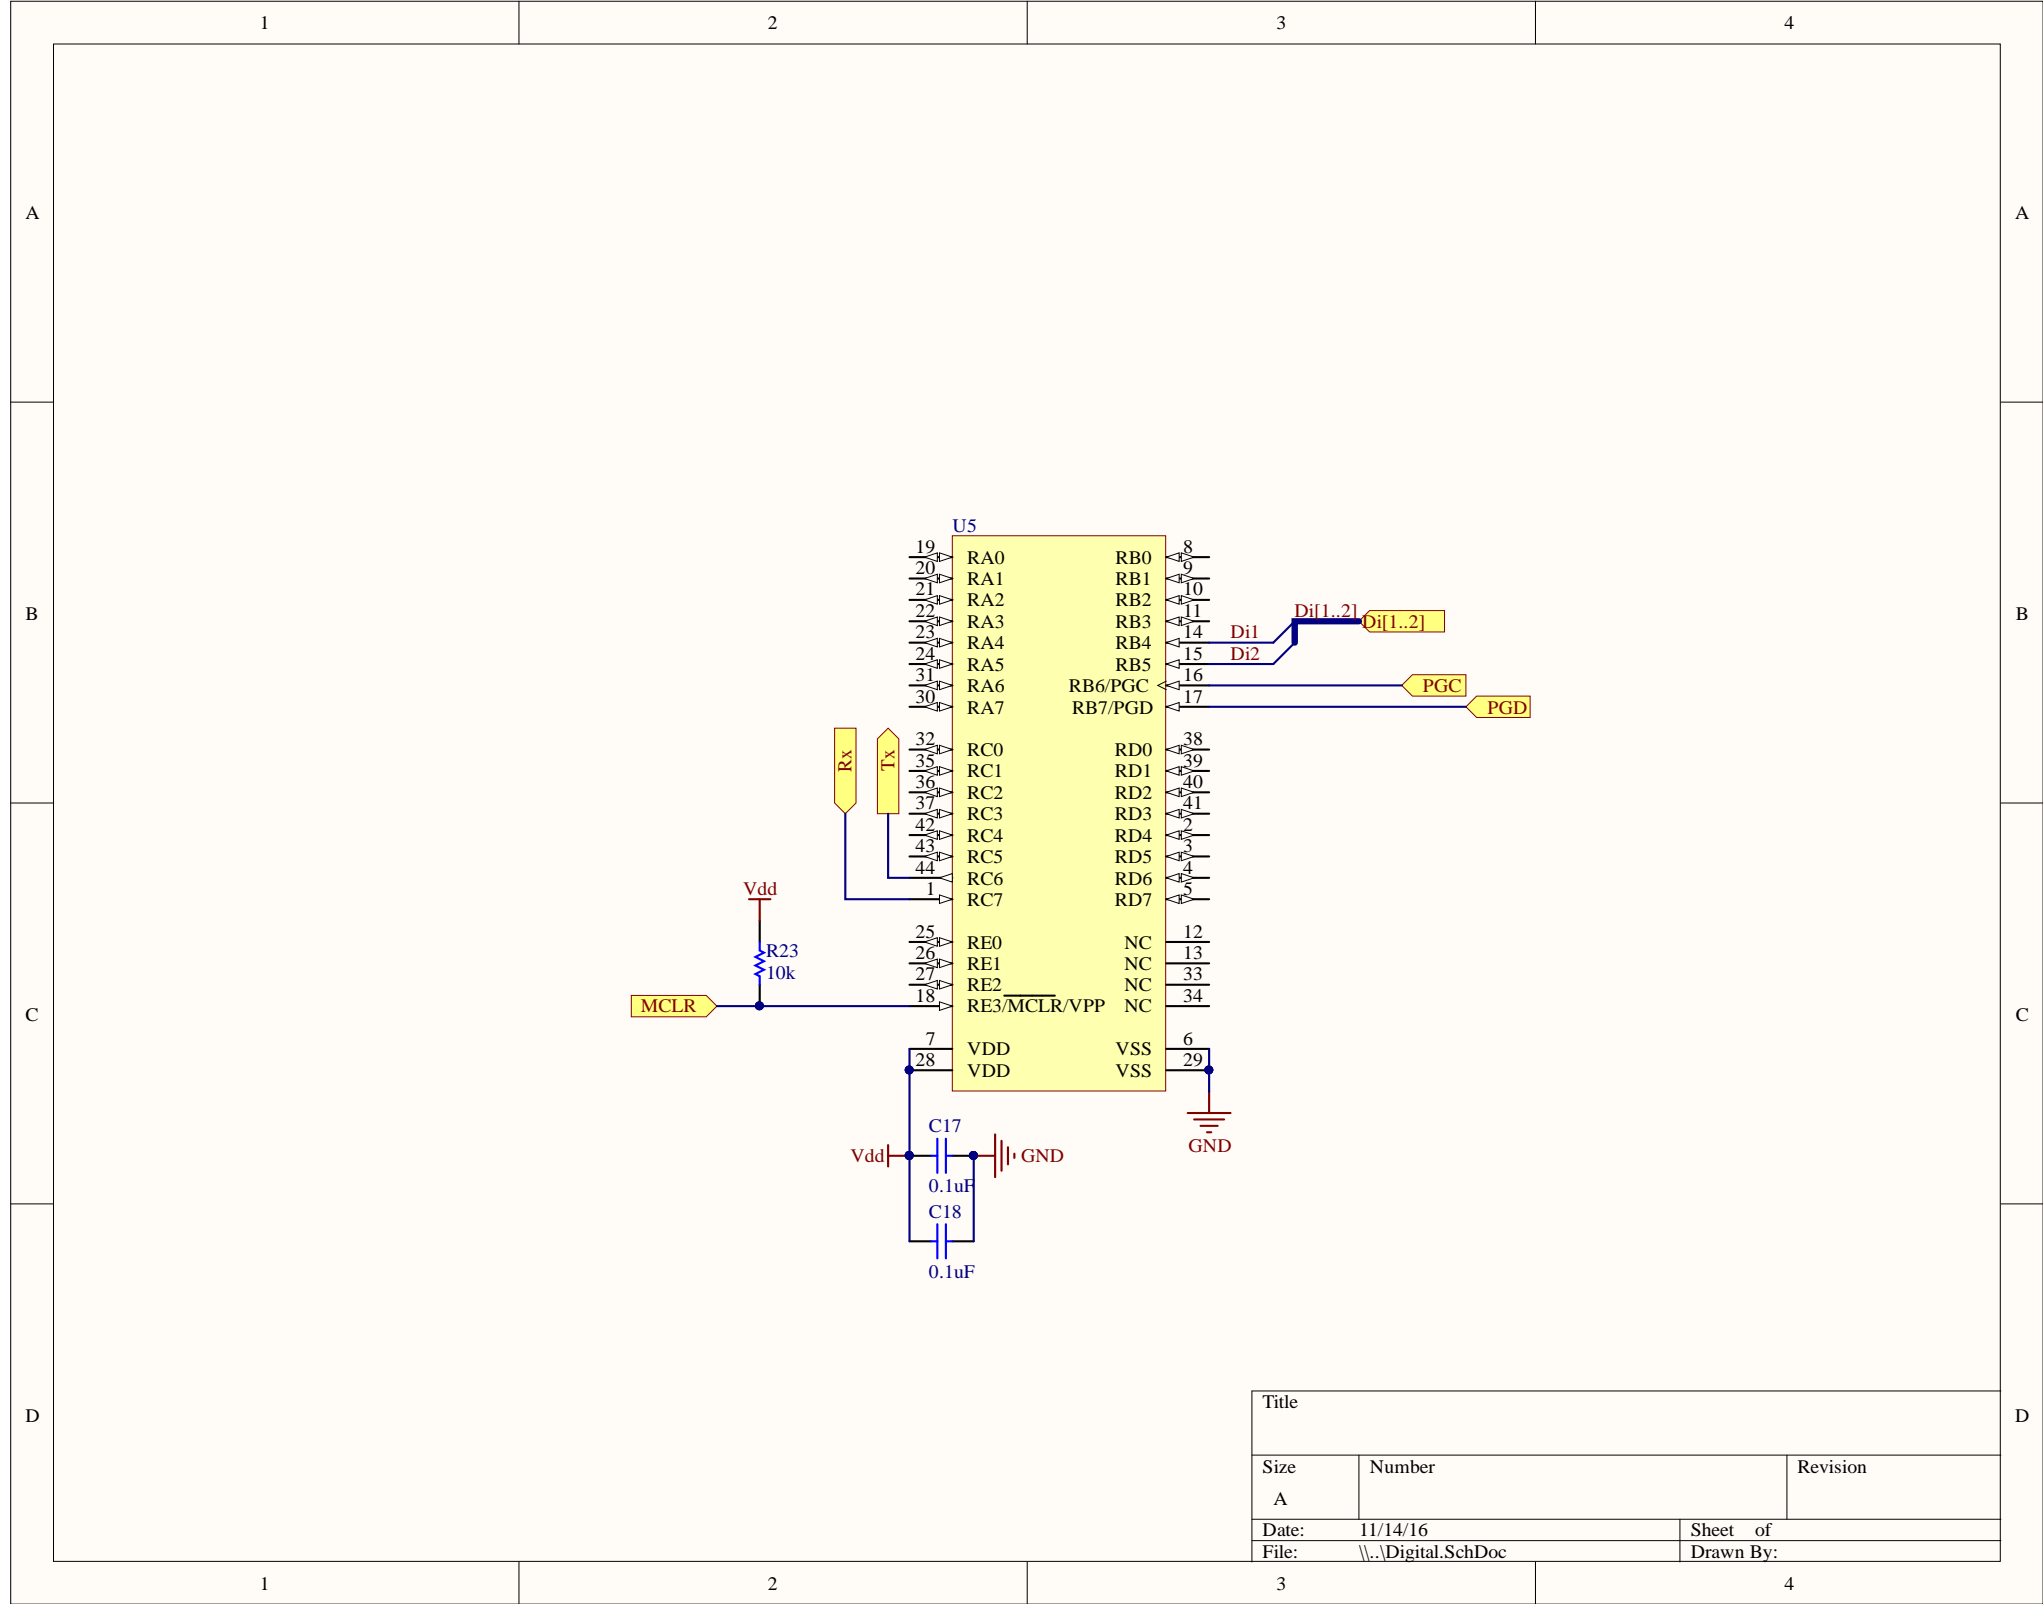 1 2 3 4
A A
B B
C C
D D
U5
19 RA0 RB0 8
20 RA1 RB1 9
21 RA2 RB2 10
22 RA3 RB3 11
23 RA4 RB4 14
24 RA5 RB5 15
31 RA6 RB6/PGC 16
30 RA7 RB7/PGD 17
Di1
Di2
Di[1..2] Di[1..2]
PGC
PGD
Rx Tx
32 RC0 RD0 38
35 RC1 RD1 39
36 RC2 RD2 40
37 RC3 RD3 41
42 RC4 RD4 2
43 RC5 RD5 3
44 RC6 RD6 4
1 RC7 RD7 5
Vdd
R23
10k
MCLR
25 RE0 NC 12
26 RE1 NC 13
27 RE2 NC 33
18 RE3/MCLR/VPP NC 34
7 VDD VSS 6
28 VDD VSS 29
GND
C17
Vdd GND
0.1uF
C18
0.1uF
Title
Size Number Revision
A
Date: 11/14/16 Sheet of
File: \\..\Digital.SchDoc Drawn By:
1 2 3 4